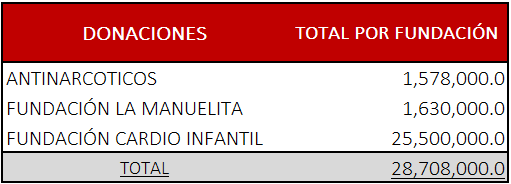 DONACIONES TOTAL POR FUNDACIÓN
ANTINARCOTICOS 1,578,000.0
FUNDACIÓN LA MANUELITA 1,630,000.0
FUNDACIÓN CARDIO INFANTIL 25,500,000.0
TOTAL 28,708,000.0